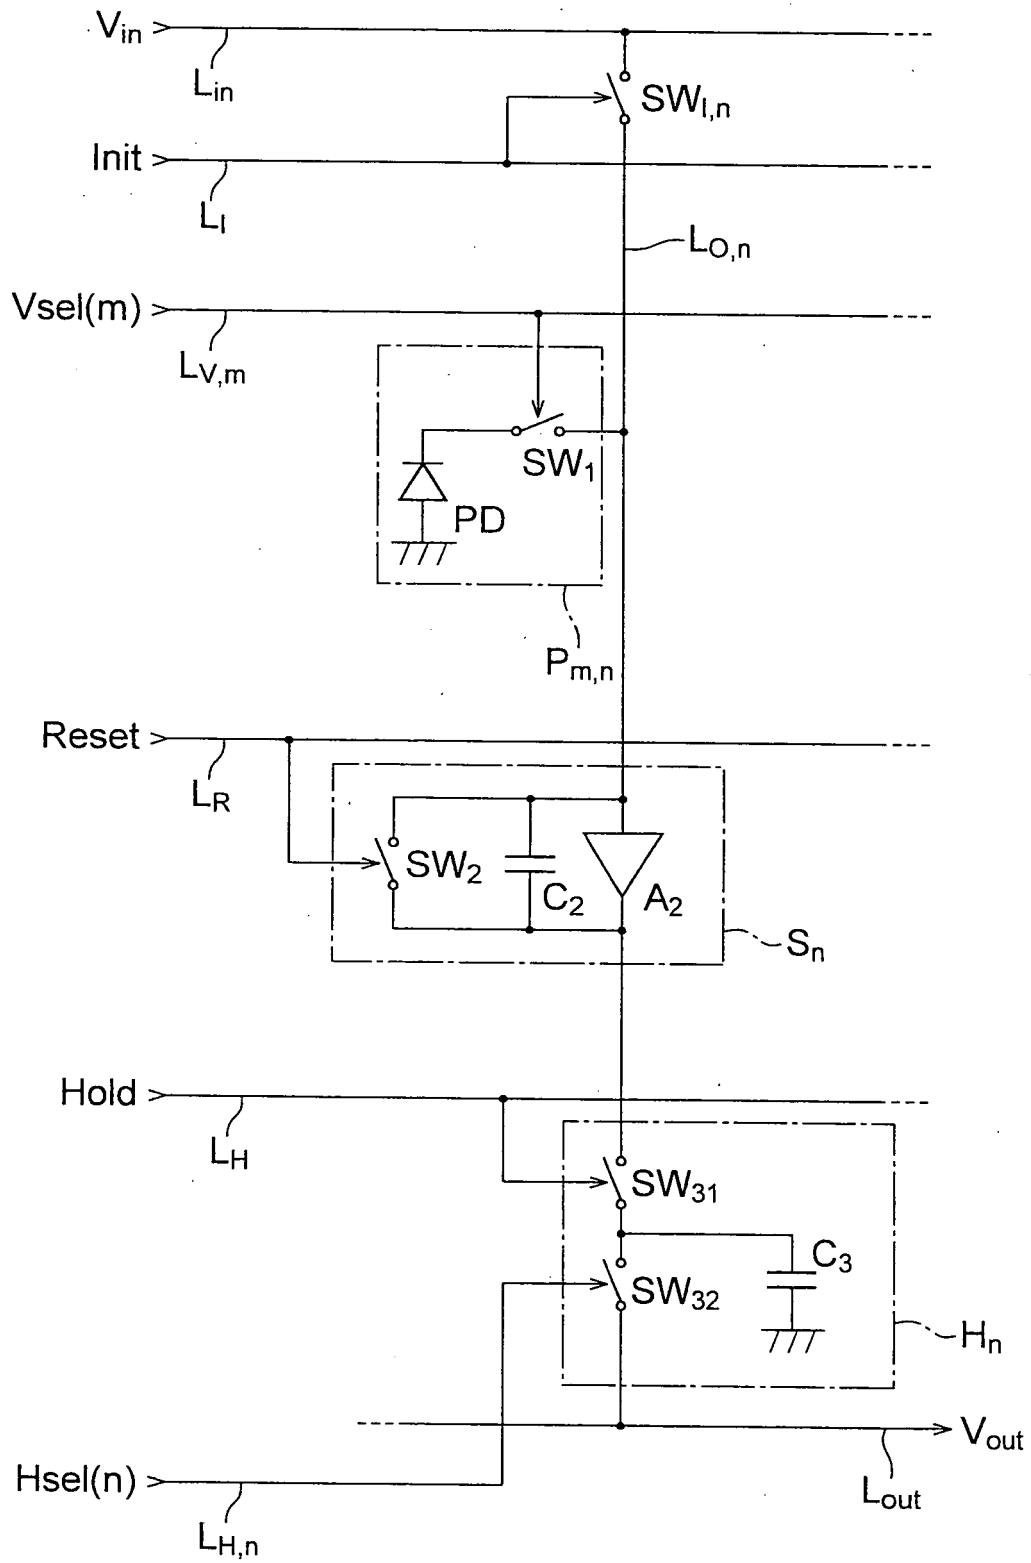 Vin
Lin
SWI,n
Init
LI
LO,n
Vsel(m)
LV,m
SW1
PD
Pm,n
Reset
LR
SW2
C2
A2
Sn
Hold
LH
SW31
C3
SW32
Hn
Vout
Hsel(n)
Lout
LH,n